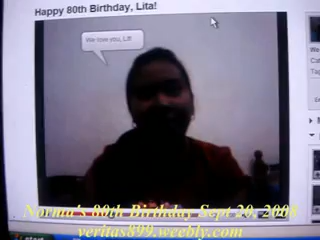 Happy 80th Birthday, Lita!
We love you, Lit!
Norma's 80th Birthday Sept 20, 2008
veritas899.weebly.com